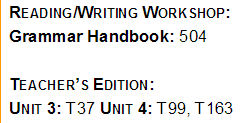 READING/WRITING WORKSHOP:
Grammar Handbook: 504
TEACHER'S EDITION:
UNIT 3: T37 UNIT 4: T99, T163